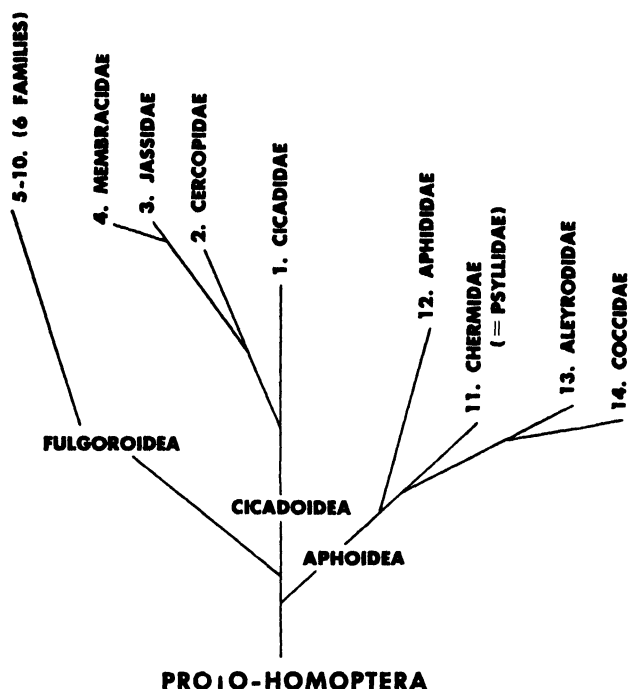 5-10. (6 FAMILIES)
4. MEMBRACIDAE
3. JASSIDAE
2. CERCOPIDAE
1. CICADIDAE
12. APHIDIDAE
11. CHERMIDAE
(= PSYLLIDAE)
13. ALEYRODIDAE
14. COCCIDAE
FULGOROIDEA
CICADOIDEA
APHOIDEA
PROTO-HOMOPTERA